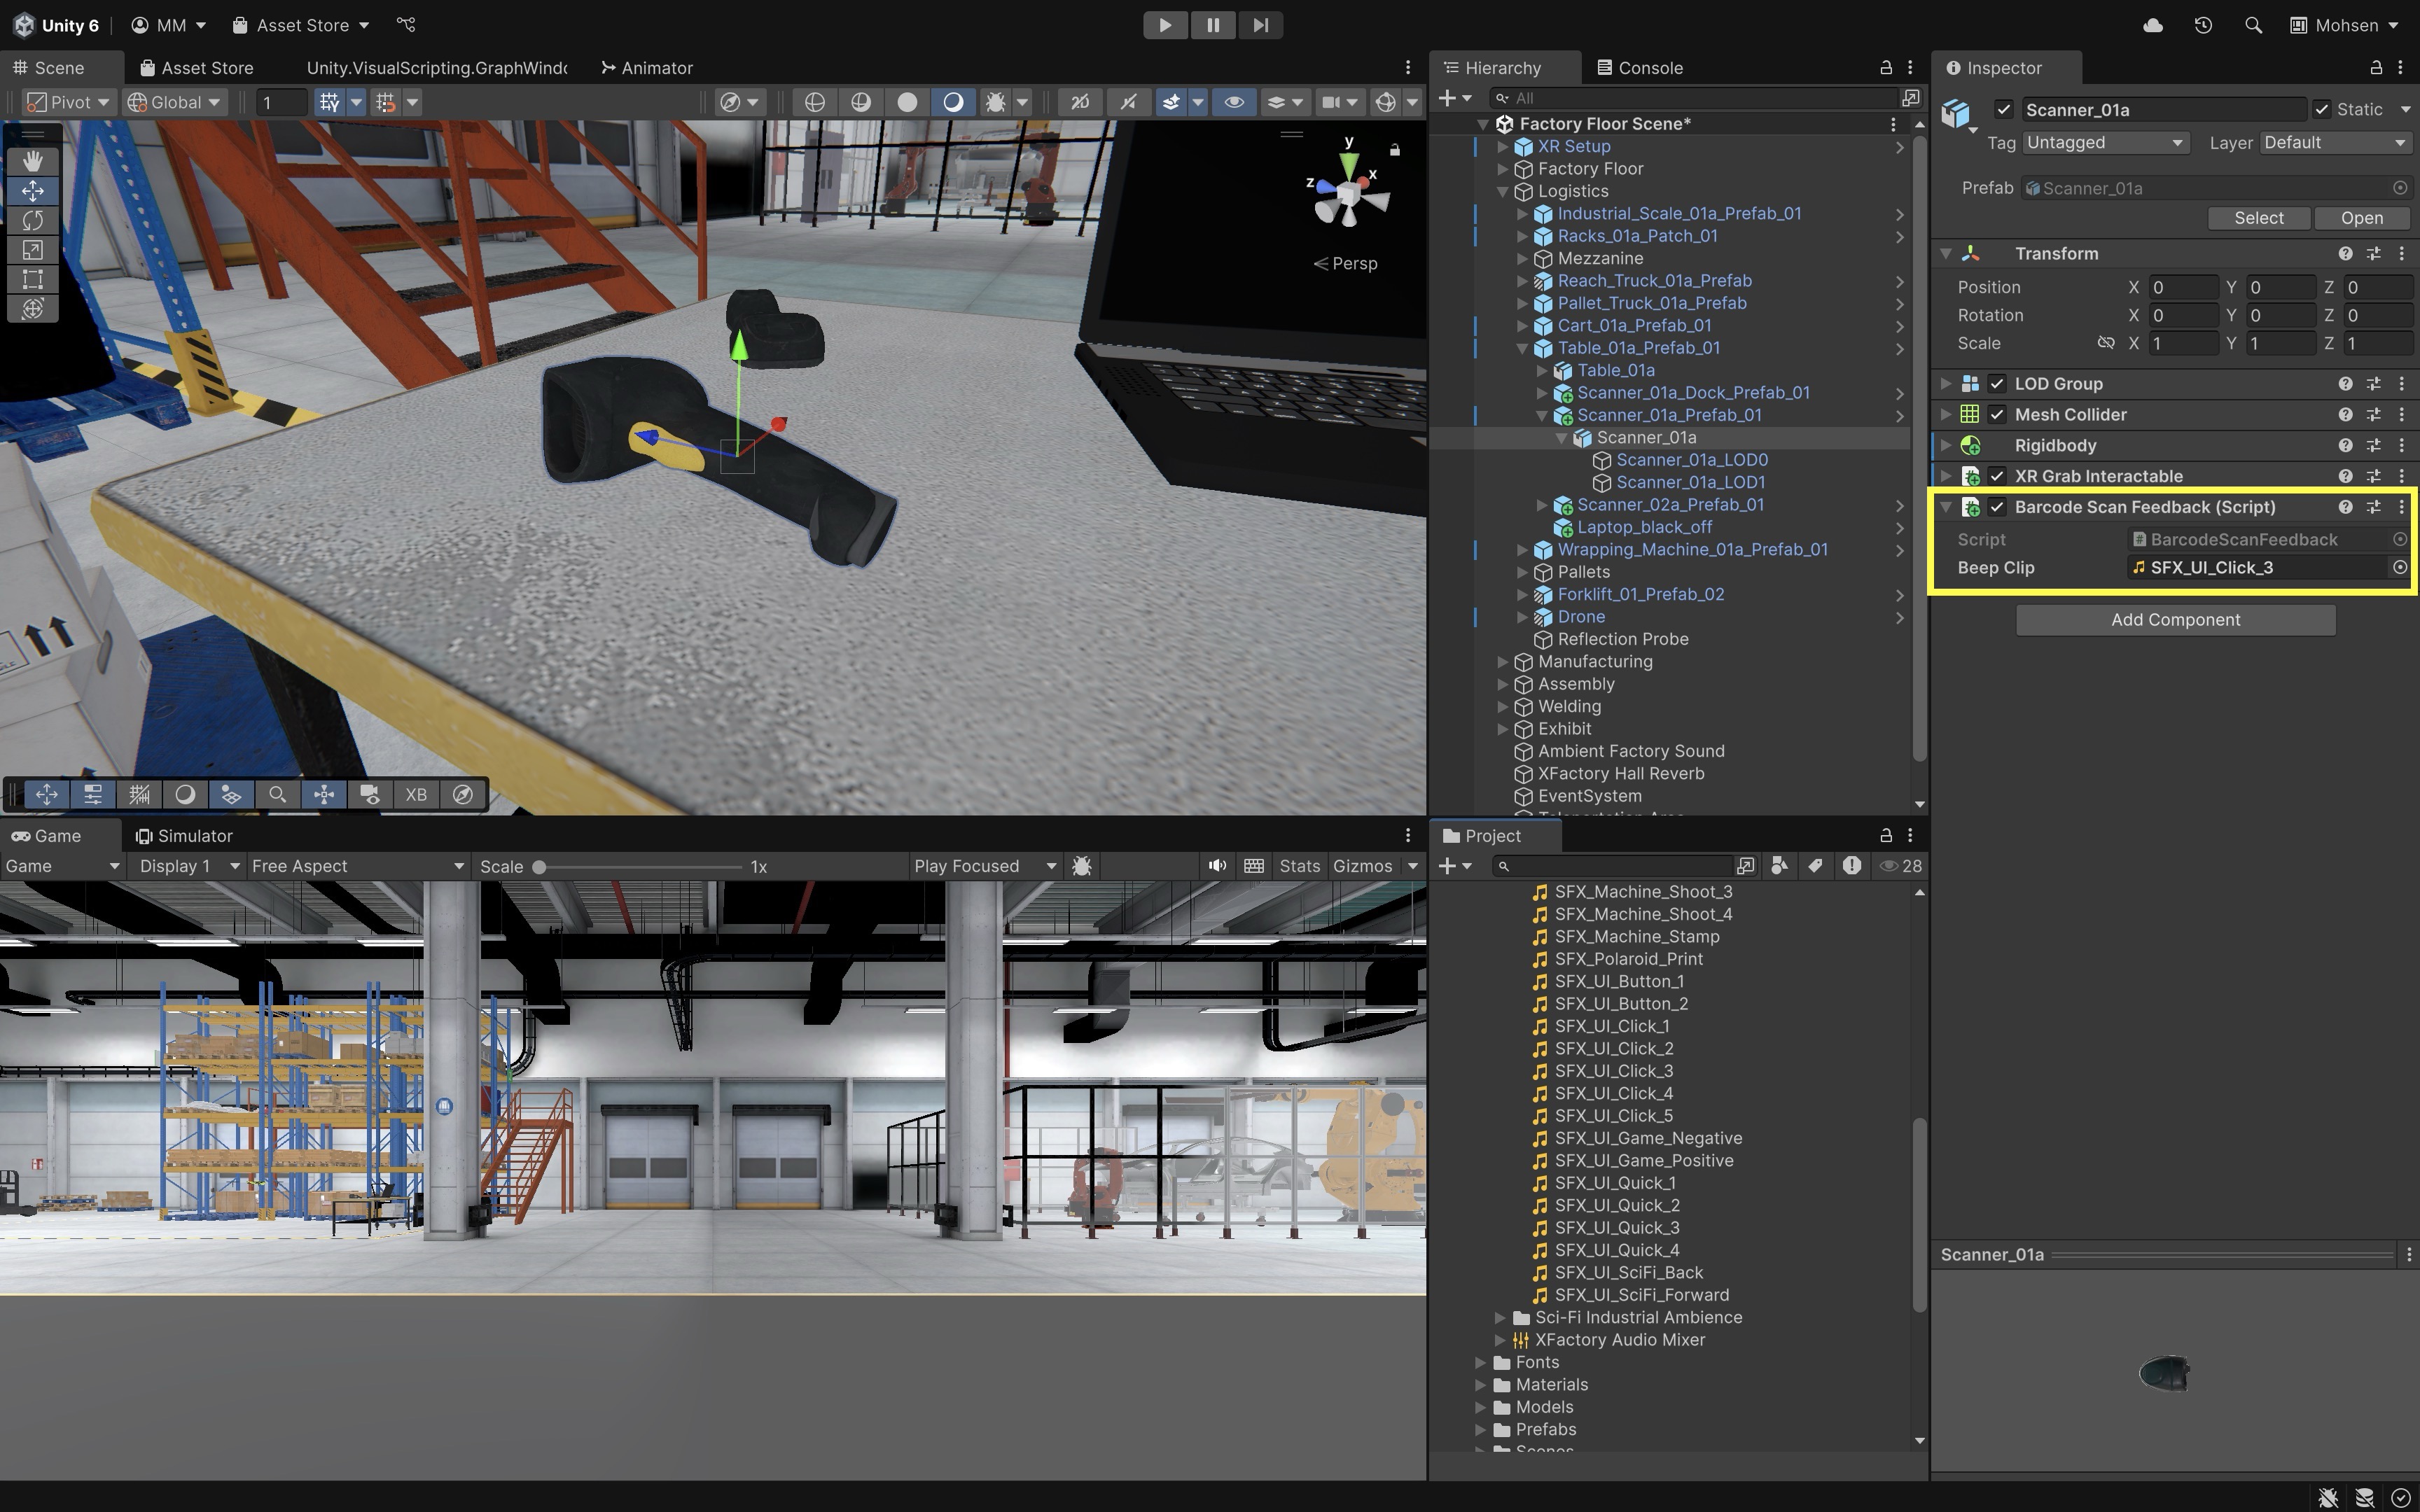 Unity 6
MM
Asset Store
Mohsen
Scene
Asset Store
Unity.VisualScripting.GraphWindo
Animator
Pivot
Global
1
2D
y
x
z
Persp
XB
Hierarchy
Console
All
Factory Floor Scene*
XR Setup
Factory Floor
Logistics
Industrial_Scale_01a_Prefab_01
Racks_01a_Patch_01
Mezzanine
Reach_Truck_01a_Prefab
Pallet_Truck_01a_Prefab
Cart_01a_Prefab_01
Table_01a_Prefab_01
Table_01a
Scanner_01a_Dock_Prefab_01
Scanner_01a_Prefab_01
Scanner_01a
Scanner_01a_LOD0
Scanner_01a_LOD1
Scanner_02a_Prefab_01
Laptop_black_off
Wrapping_Machine_01a_Prefab_01
Pallets
Forklift_01_Prefab_02
Drone
Reflection Probe
Manufacturing
Assembly
Welding
Exhibit
Ambient Factory Sound
XFactory Hall Reverb
EventSystem
Inspector
Scanner_01a
Static
Tag Untagged Layer Default
Prefab Scanner_01a
Select Open
Transform
Position X 0 Y 0 Z 0
Rotation X 0 Y 0 Z 0
Scale X 1 Y 1 Z 1
LOD Group
Mesh Collider
Rigidbody
XR Grab Interactable
Barcode Scan Feedback (Script)
Script BarcodeScanFeedback
Beep Clip SFX_UI_Click_3
Add Component
Scanner_01a
Game
Simulator
Game Display 1 Free Aspect Scale 1x Play Focused Stats Gizmos
Project
28
SFX_Machine_Shoot_3
SFX_Machine_Shoot_4
SFX_Machine_Stamp
SFX_Polaroid_Print
SFX_UI_Button_1
SFX_UI_Button_2
SFX_UI_Click_1
SFX_UI_Click_2
SFX_UI_Click_3
SFX_UI_Click_4
SFX_UI_Click_5
SFX_UI_Game_Negative
SFX_UI_Game_Positive
SFX_UI_Quick_1
SFX_UI_Quick_2
SFX_UI_Quick_3
SFX_UI_Quick_4
SFX_UI_SciFi_Back
SFX_UI_SciFi_Forward
Sci-Fi Industrial Ambience
XFactory Audio Mixer
Fonts
Materials
Models
Prefabs